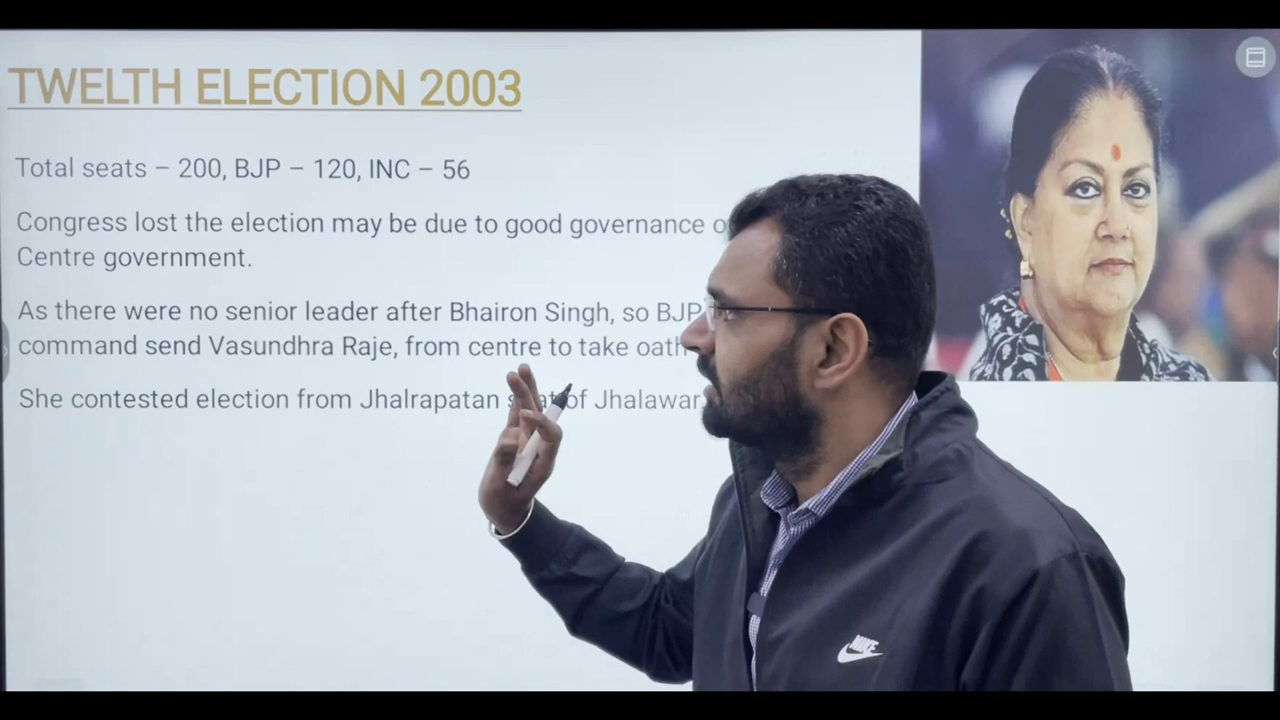 TWELTH ELECTION 2003
Total seats – 200, BJP – 120, INC – 56
Congress lost the election may be due to good governance
Centre government.
As there were no senior leader after Bhairon Singh, so BJP
command send Vasundhra Raje, from centre to take oath
She contested election from Jhalrapatan of Jhalawar
NIKE